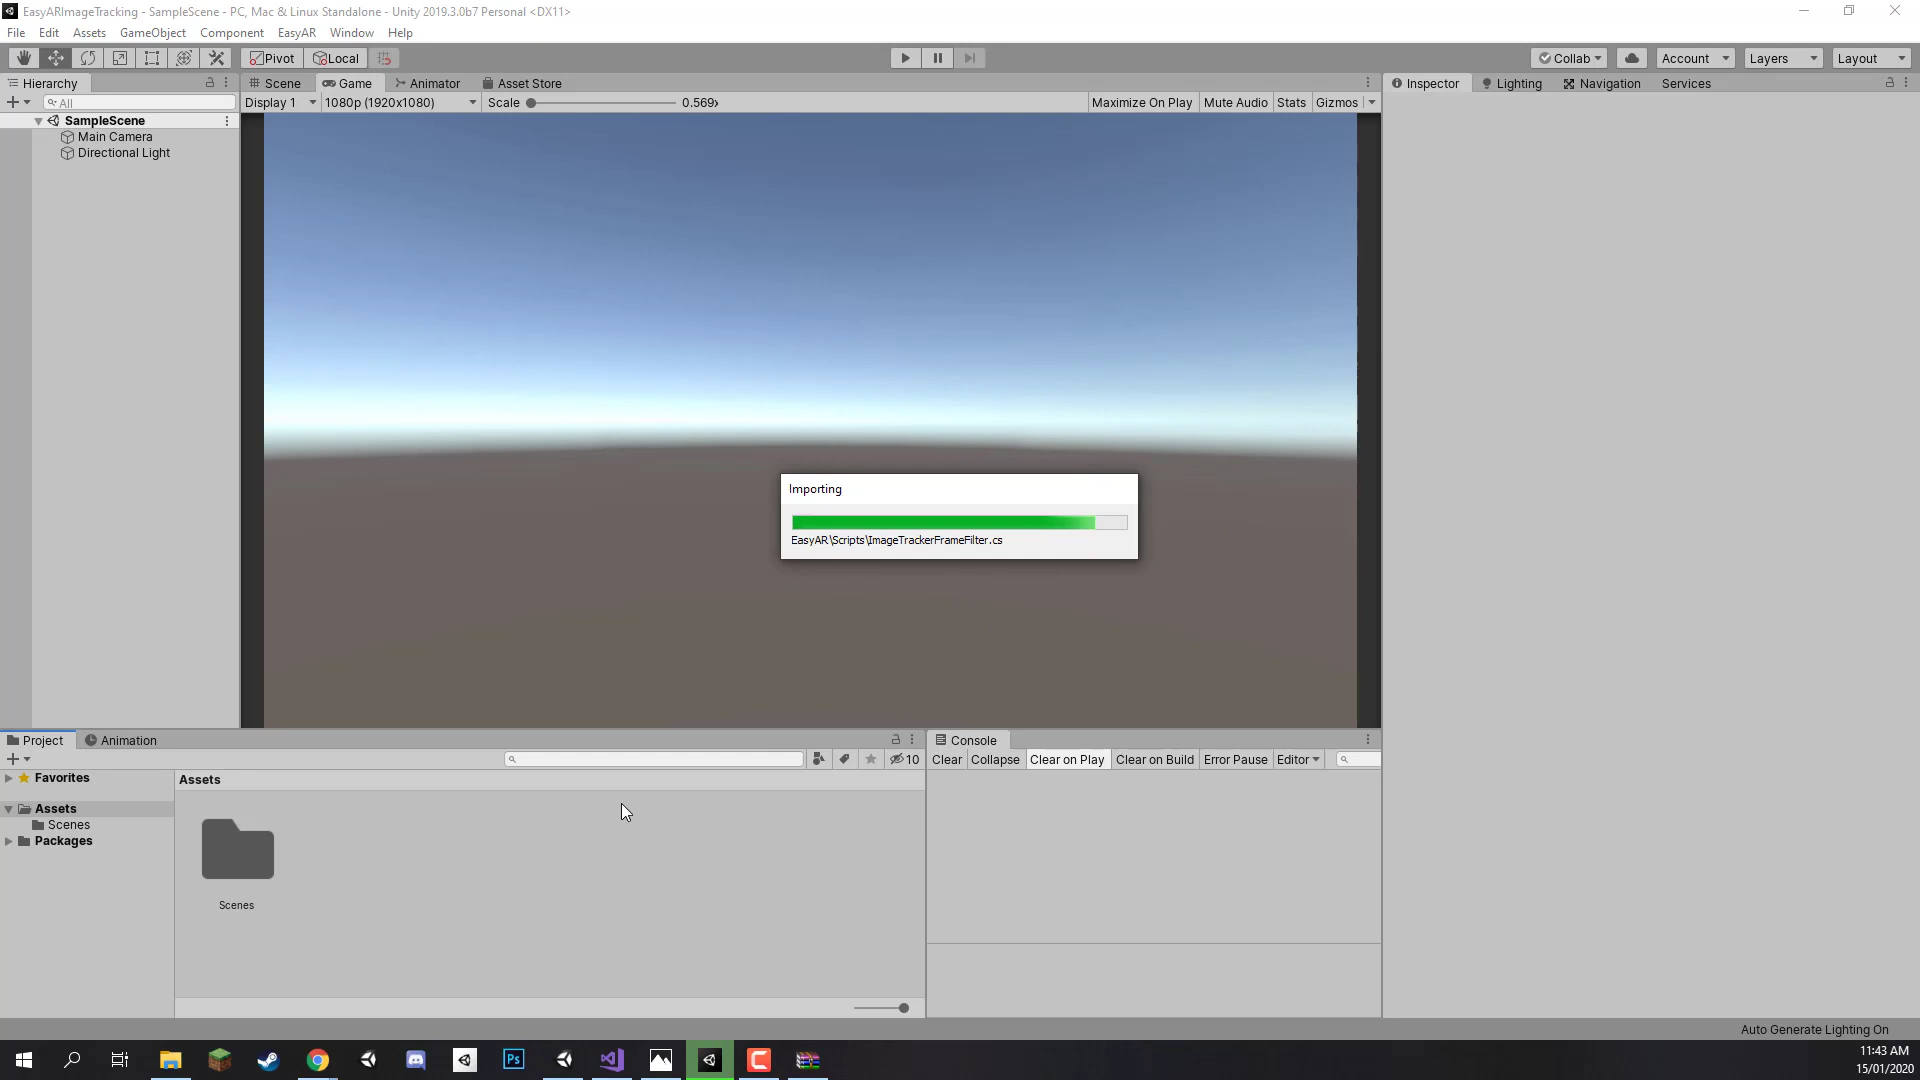 EasyARImageTracking - SampleScene - PC, Mac & Linux Standalone - Unity 2019.3.0b7 Personal <DX11>
File Edit Assets GameObject Component EasyAR Window Help
Pivot Local Collab Account Layers Layout
Hierarchy Scene Game Animator Asset Store Inspector Lighting Navigation Services
All Display 1 1080p (1920x1080) Scale 0.569x Maximize On Play Mute Audio Stats Gizmos
SampleScene
Main Camera
Directional Light
Importing
EasyAR\Scripts\ImageTrackerFrameFilter.cs
Project Animation Console
10 Clear Collapse Clear on Play Clear on Build Error Pause Editor
Favorites Assets
Assets
Scenes
Packages
Scenes
Auto Generate Lighting On
Ps
11:43 AM
15/01/2020